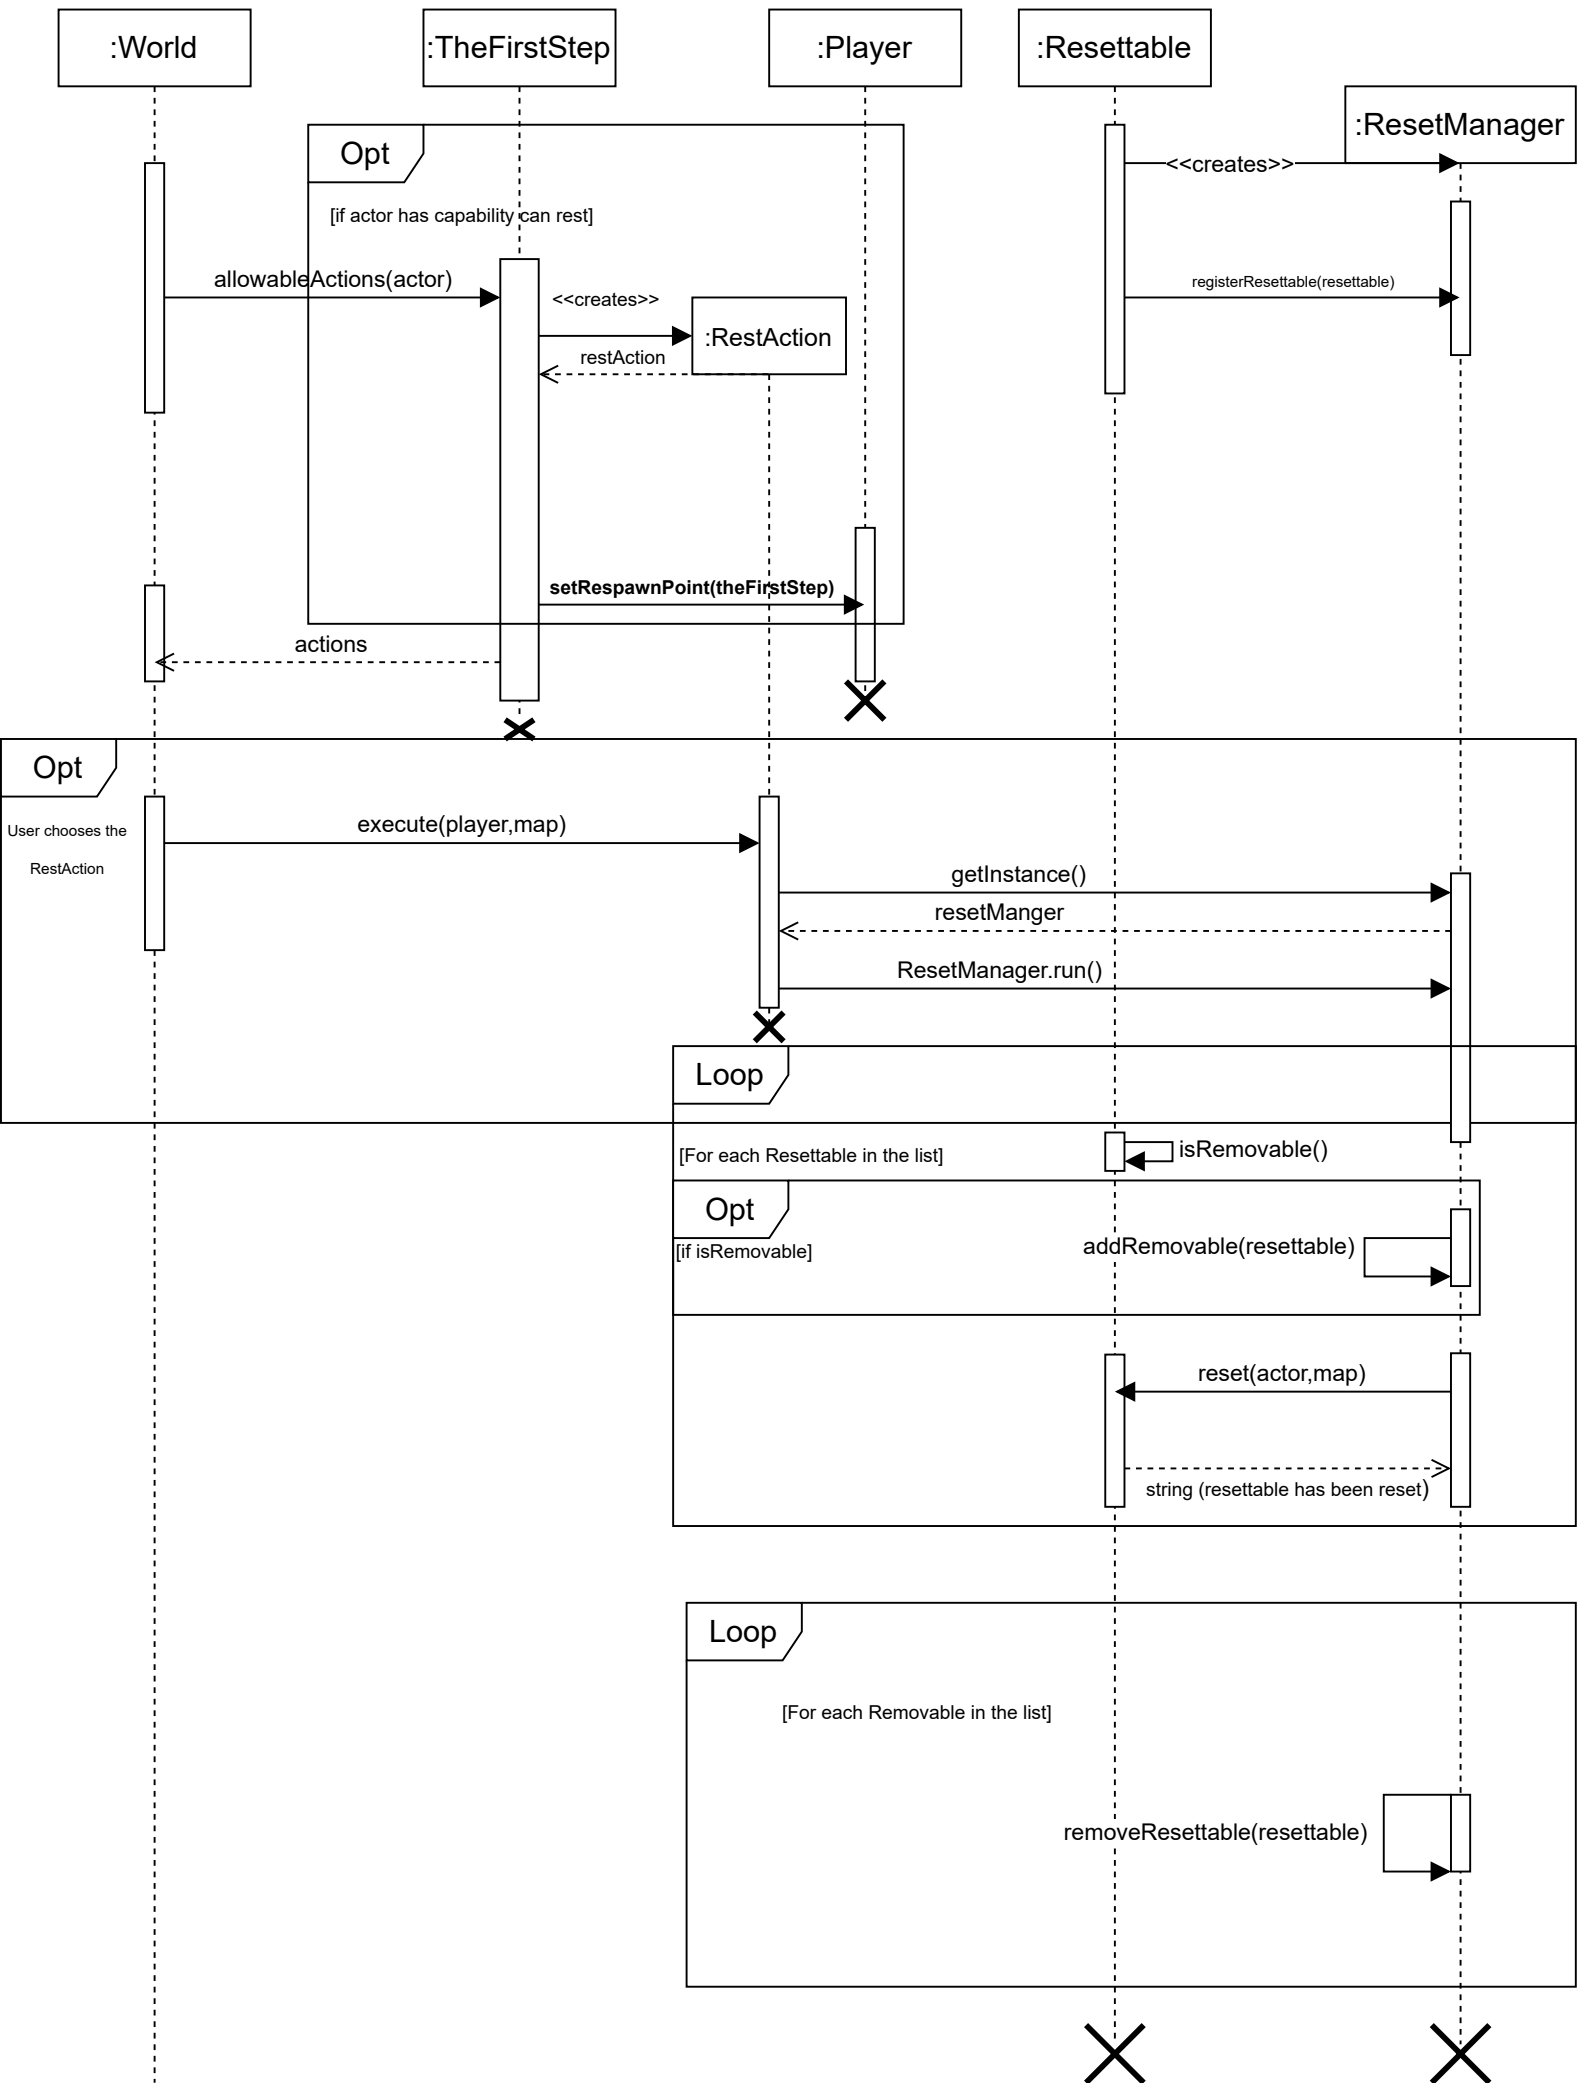 :World
:TheFirstStep
:Player
:Resettable
:ResetManager
Opt
<<creates>>
[if actor has capability can rest]
allowableActions(actor)
<<creates>>
registerResettable(resettable)
:RestAction
restAction
setRespawnPoint(theFirstStep)
actions
Opt
User chooses the
RestAction
execute(player,map)
getInstance()
resetManger
ResetManager.run()
Loop
[For each Resettable in the list]
isRemovable()
Opt
[if isRemovable]
addRemovable(resettable)
reset(actor,map)
string (resettable has been reset)
Loop
[For each Removable in the list]
removeResettable(resettable)